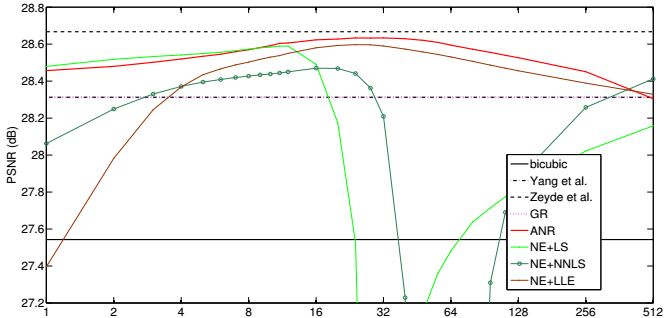 28.8
28.6
28.4
28.2
28
27.8
27.6
27.4
27.2
PSNR (dB)
1
2
4
8
16
32
64
128
256
512
bicubic
Yang et al.
Zeyde et al.
GR
ANR
NE+LS
NE+NNLS
NE+LLE